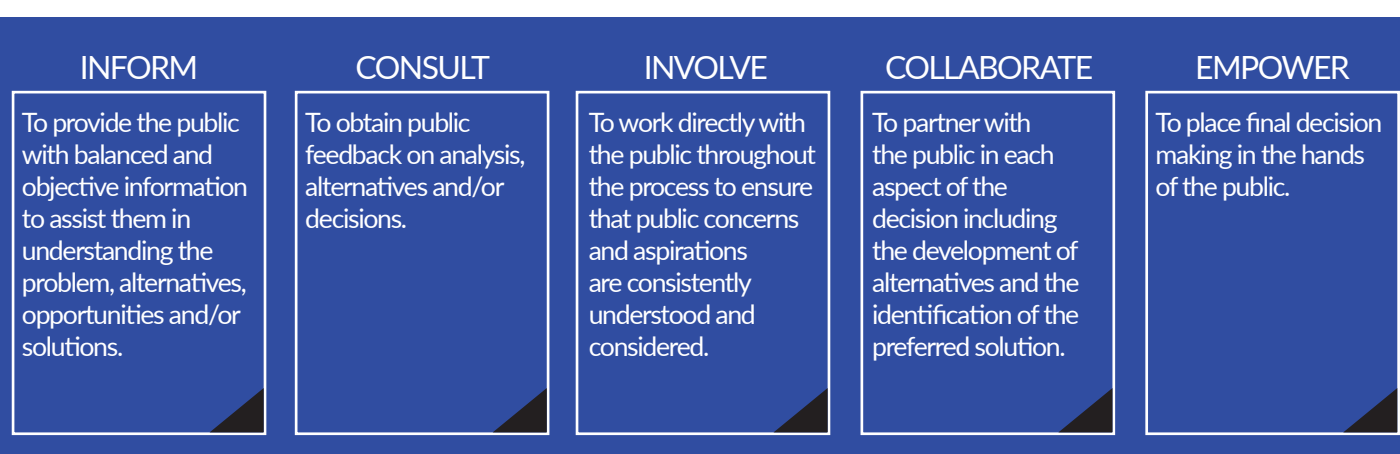 INFORM
To provide the public
with balanced and
objective information
to assist them in
understanding the
problem, alternatives,
opportunities and/or
solutions.
CONSULT
To obtain public
feedback on analysis,
alternatives and/or
decisions.
INVOLVE
To work directly with
the public throughout
the process to ensure
that public concerns
and aspirations
are consistently
understood and
considered.
COLLABORATE
To partner with
the public in each
aspect of the
decision including
the development of
alternatives and the
identification of the
preferred solution.
EMPOWER
To place final decision
making in the hands
of the public.